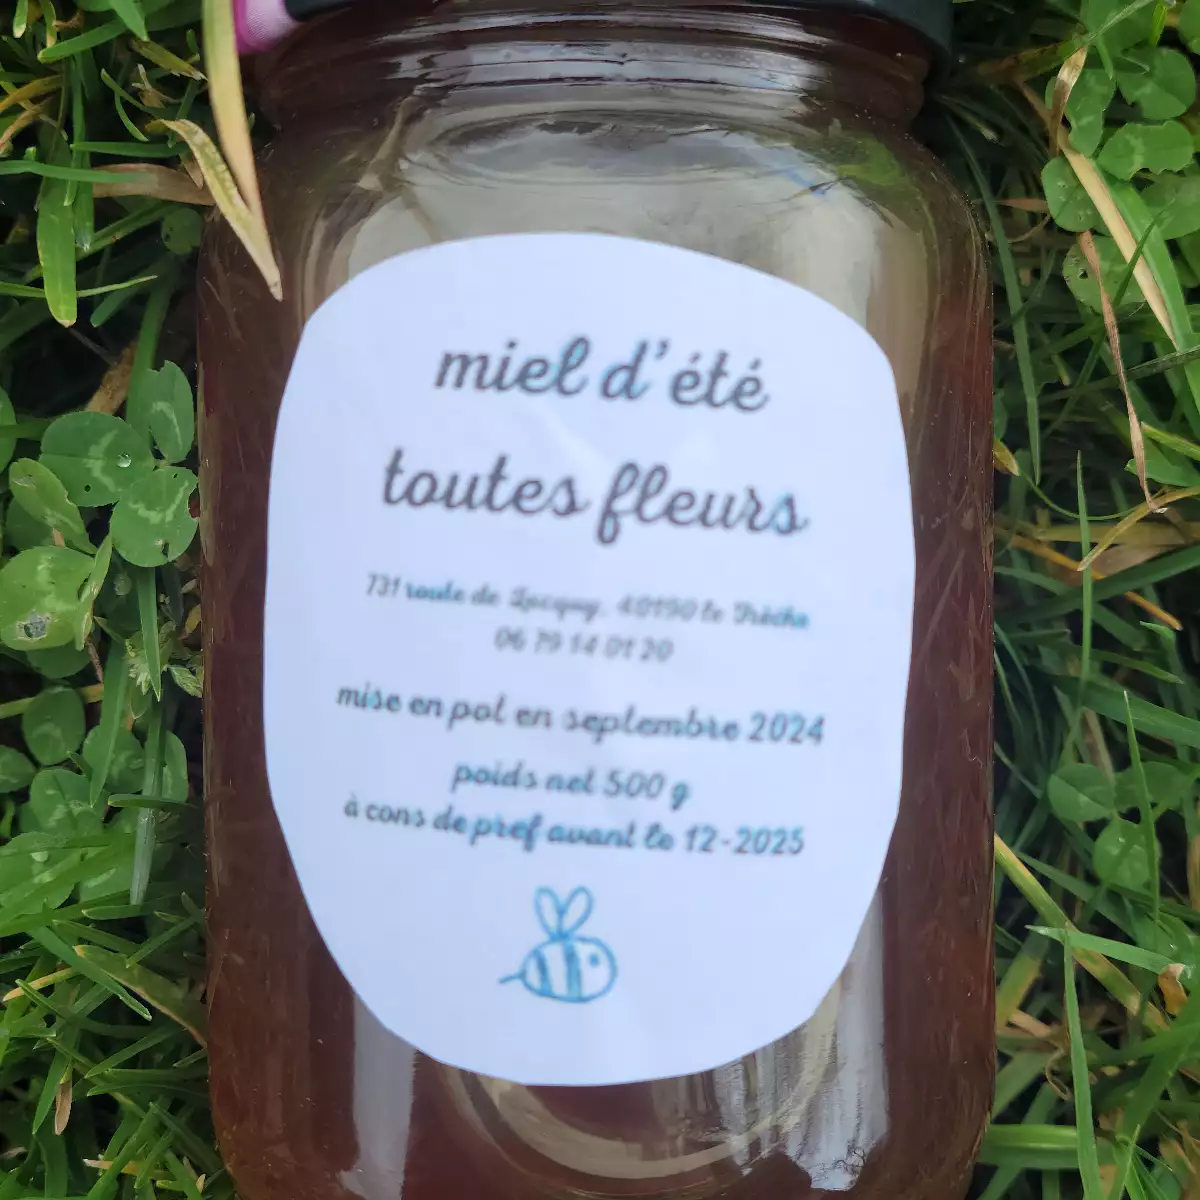 miel d'été
toutes fleurs
731 route de 40190 le Frêche
06 79 14 01 20
mise en pot en septembre 2024
poids net 500 g
à cons de pref avant le 12-2025